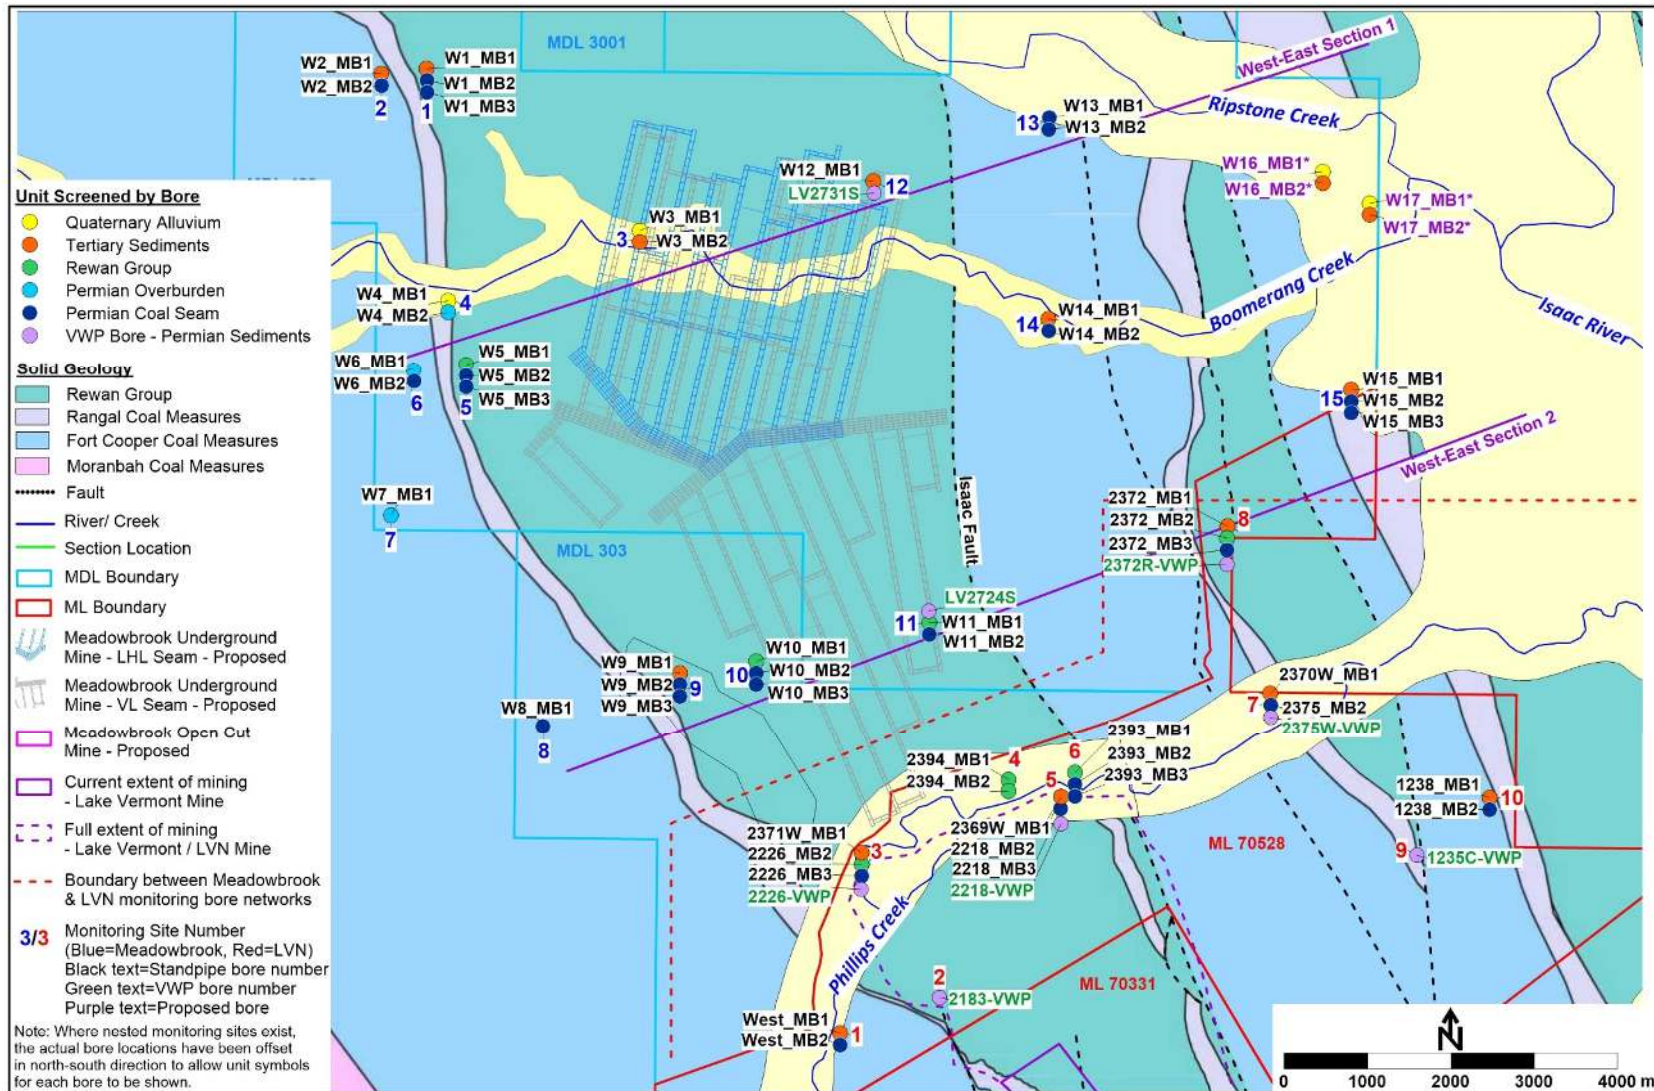 MDL 3001
West-East Section 1
W2_MB1
W2_MB2
2
W1_MB1
W1_MB2
W1_MB3
1
13
W13_MB1
W13_MB2
Ripstone Creek
W12_MB1
LV2731S
12
W16_MB1*
W16_MB2*
W17_MB1*
W17_MB2*
Unit Screened by Bore
Quaternary Alluvium
Tertiary Sediments
Rewan Group
Permian Overburden
Permian Coal Seam
VWP Bore - Permian Sediments
Solid Geology
Rewan Group
Rangal Coal Measures
Fort Cooper Coal Measures
Moranbah Coal Measures
Fault
River/ Creek
Section Location
MDL Boundary
ML Boundary
Meadowbrook Underground
Mine - LHL Seam - Proposed
Meadowbrook Underground
Mine - VL Seam - Proposed
Meadowbrook Open Cut
Mine - Proposed
Current extent of mining
- Lake Vermont Mine
Full extent of mining
- Lake Vermont / LVN Mine
Boundary between Meadowbrook
& LVN monitoring bore networks
3/3 Monitoring Site Number
(Blue=Meadowbrook, Red=LVN)
Black text=Standpipe bore number
Green text=VWP bore number
Purple text=Proposed bore
Note: Where nested monitoring sites exist,
the actual bore locations have been offset
in north-south direction to allow unit symbols
for each bore to be shown.
W3_MB1
W3_MB2
3
W4_MB1
W4_MB2
4
Boomerang Creek
Isaac River
W14_MB1
W14_MB2
14
W6_MB1
W6_MB2
6
W5_MB1
W5_MB2
W5_MB3
5
W15_MB1
W15_MB2
W15_MB3
15
West-East Section 2
W7_MB1
7
MDL 303
Isaac Fault
2372_MB1
2372_MB2
2372_MB3
2372R-VWP
8
LV2724S
W11_MB1
W11_MB2
11
W10_MB1
W10_MB2
W10_MB3
10
W9_MB1
W9_MB2
W9_MB3
9
W8_MB1
8
2370W_MB1
2375_MB2
2375W-VWP
7
2394_MB1
2394_MB2
4
6
2393_MB1
2393_MB2
2393_MB3
5
2369W_MB1
2218_MB2
2218_MB3
2218-VWP
2371W_MB1
2226_MB2
2226_MB3
2226-VWP
3
1238_MB1
1238_MB2
10
9
1235C-VWP
ML 70528
Phillips Creek
2
2183-VWP
ML 70331
West_MB1
West_MB2
1
N
0 1000 2000 3000 4000 m